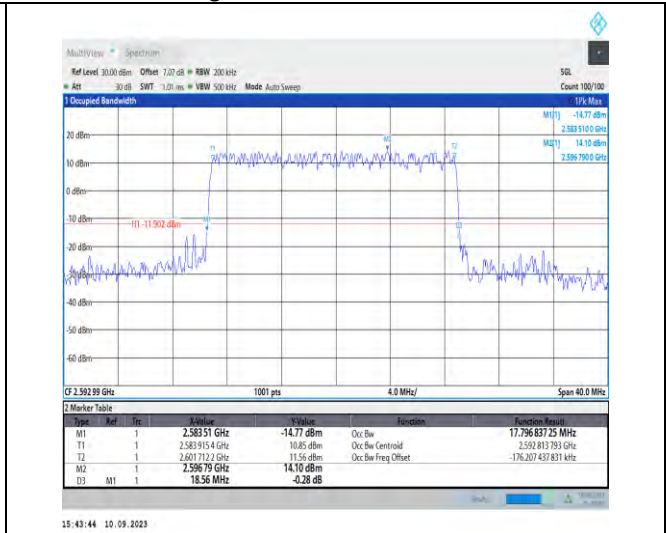 MultiView Spectrum
Ref Level 30.00 dBm Offset 7.07 dB RBW 200 kHz SGL
Att 30 dB SWT 1.01 ms VBW 500 kHz Mode Auto Sweep Count 100/100
1 Occupied Bandwidth 1Pk Max
M1[1] -14.77 dBm
2.583 510 0 GHz
M2[1] 14.10 dBm
2.596 790 0 GHz
20 dBm
M2
T1
T2
10 dBm
0 dBm
-10 dBm
H1 -11.902 dBm
M1
D3
-20 dBm
-30 dBm
-40 dBm
-50 dBm
-60 dBm
CF 2.592 99 GHz 1001 pts 4.0 MHz/ Span 40.0 MHz
2 Marker Table
Type Ref Trc X-Value Y-Value Function Function Result
M1 1 2.583 51 GHz -14.77 dBm Occ Bw 17.796 837 25 MHz
T1 1 2.583 915 4 GHz 10.85 dBm Occ Bw Centroid 2.592 813 793 GHz
T2 1 2.601 712 2 GHz 11.56 dBm Occ Bw Freq Offset -176.207 437 831 kHz
M2 1 2.596 79 GHz 14.10 dBm
D3 M1 1 18.56 MHz -0.28 dB
15:43:44 10.09.2023